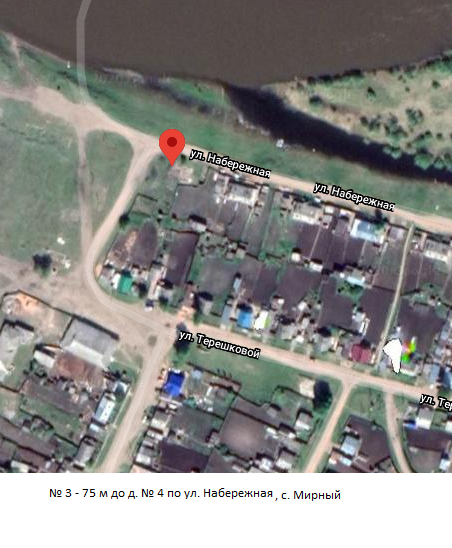 ул. Набережная
ул. Набережная
ул. Терешковой
ул. Тер
№ 3 - 75 м до д. № 4 по ул. Набережная , с. Мирный